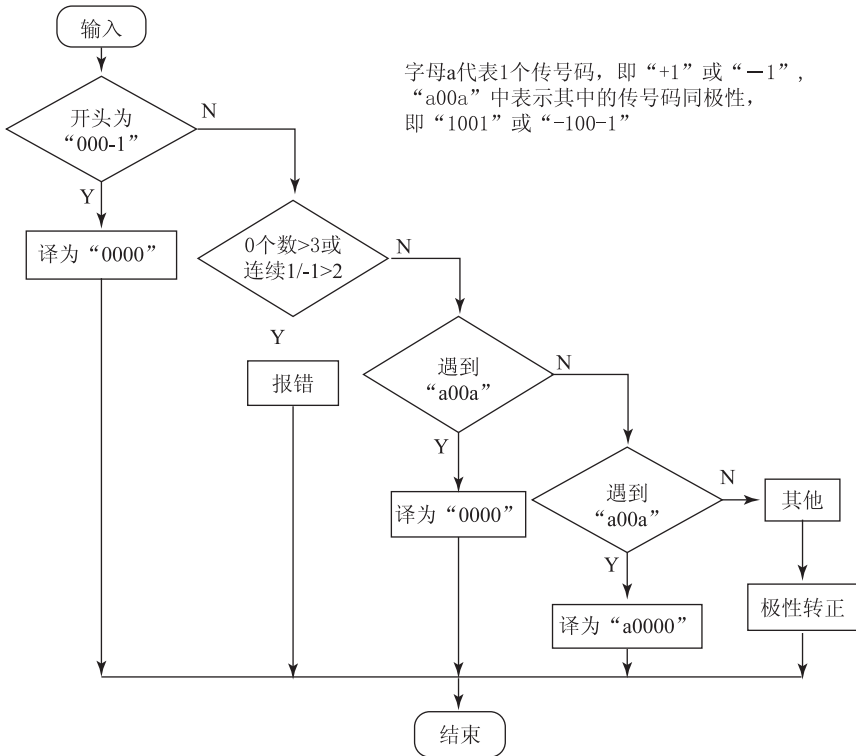 输入
字母a代表1个传号码，即“+1”或“－1”，
“a00a”中表示其中的传号码同极性，
即“1001”或“-100-1”
开头为
“000-1”
N
Y
译为“0000”
0个数>3或
连续1/-1>2
N
Y
报错
遇到
“a00a”
N
Y
译为“0000”
遇到
“a00a”
N
Y
其他
译为“a0000”
极性转正
结束